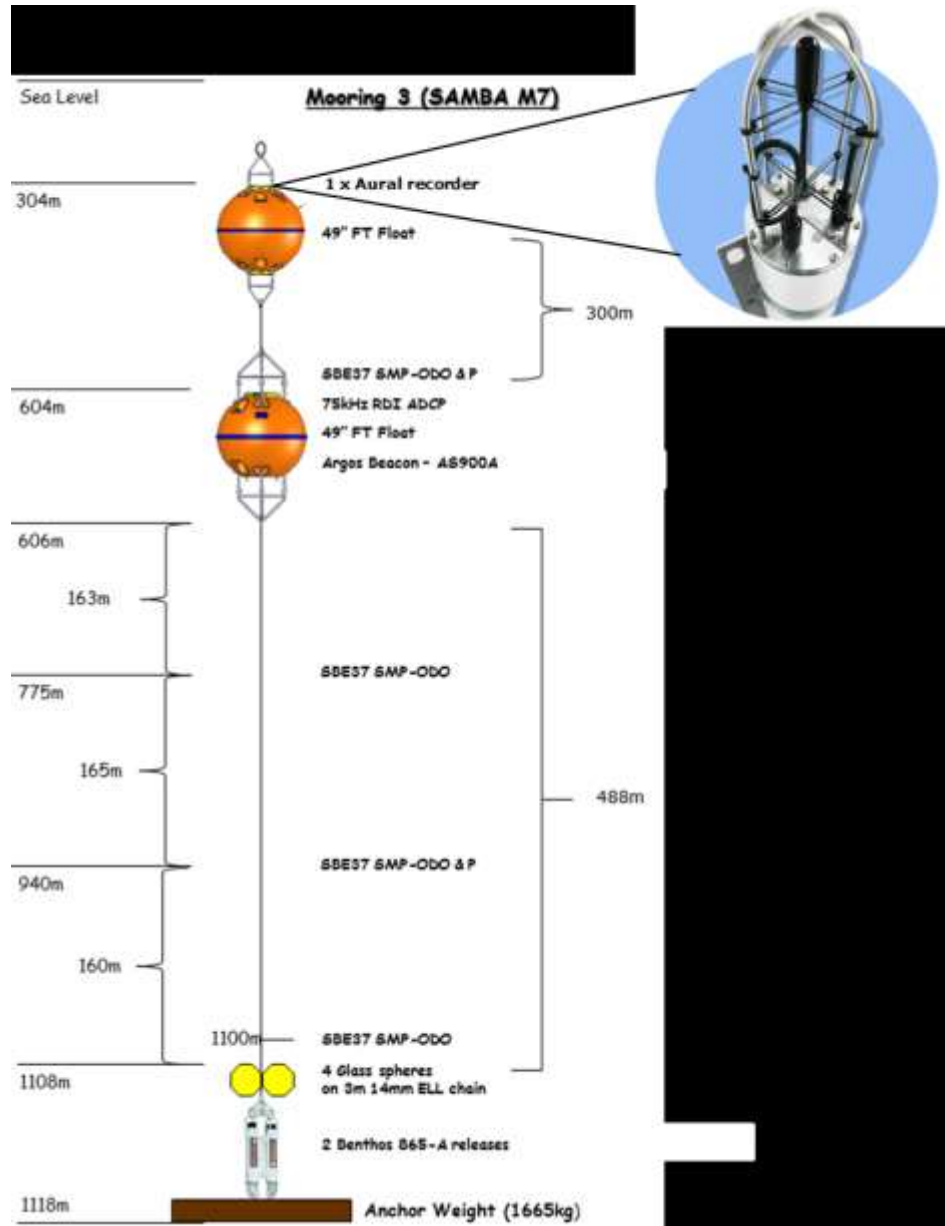 Sea Level
Mooring 3 (SAMBA M7)
1 x Aural recorder
304m
49" FT Float
300m
SBE37 SMP-ODO & P
604m
75kHz RDI ADCP
49" FT Float
Argos Beacon - AS900A
606m
163m
SBE37 SMP-ODO
775m
165m
488m
SBE37 SMP-ODO & P
940m
160m
1100m
SBE37 SMP-ODO
4 Glass spheres
1108m
on 3m 14mm ELL chain
2 Benthos 865-A releases
1118m
Anchor Weight (1665kg)